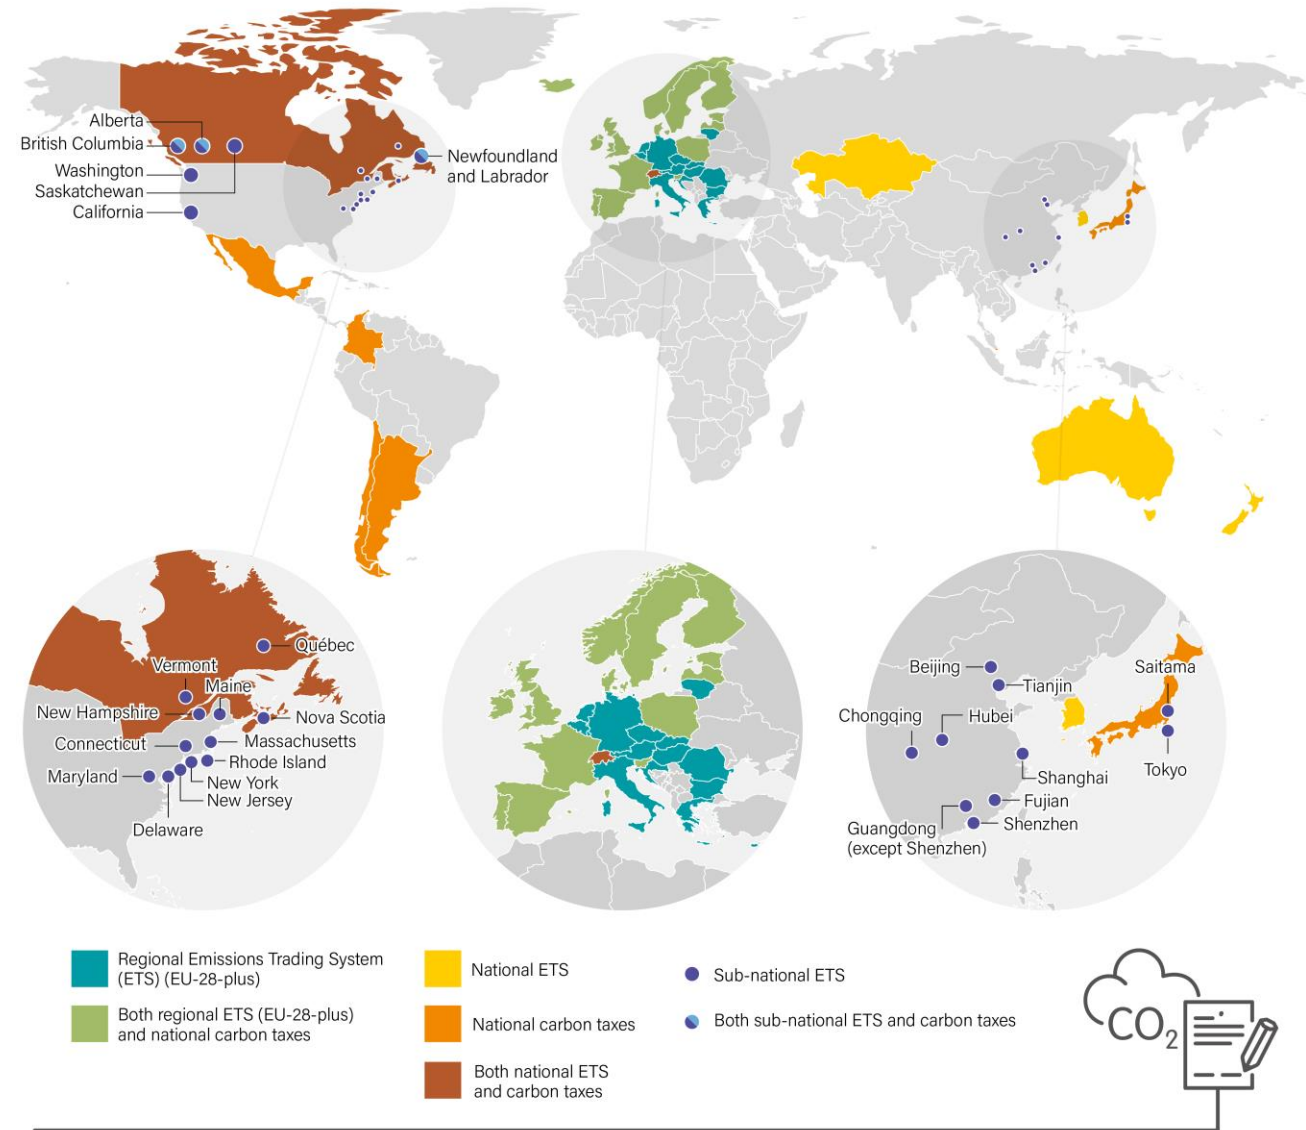 Alberta
British Columbia
Washington
Saskatchewan
California
Newfoundland
and Labrador
Québec
Vermont
Maine
New Hampshire
Nova Scotia
Connecticut
Massachusetts
Rhode Island
Maryland
New York
New Jersey
Delaware
Beijing
Saitama
Tianjin
Chongqing
Hubei
Tokyo
Shanghai
Fujian
Guangdong
(except Shenzhen)
Shenzhen
Regional Emissions Trading System
(ETS) (EU-28-plus)
Both regional ETS (EU-28-plus)
and national carbon taxes
National ETS
National carbon taxes
Both national ETS
and carbon taxes
Sub-national ETS
Both sub-national ETS and carbon taxes
CO2